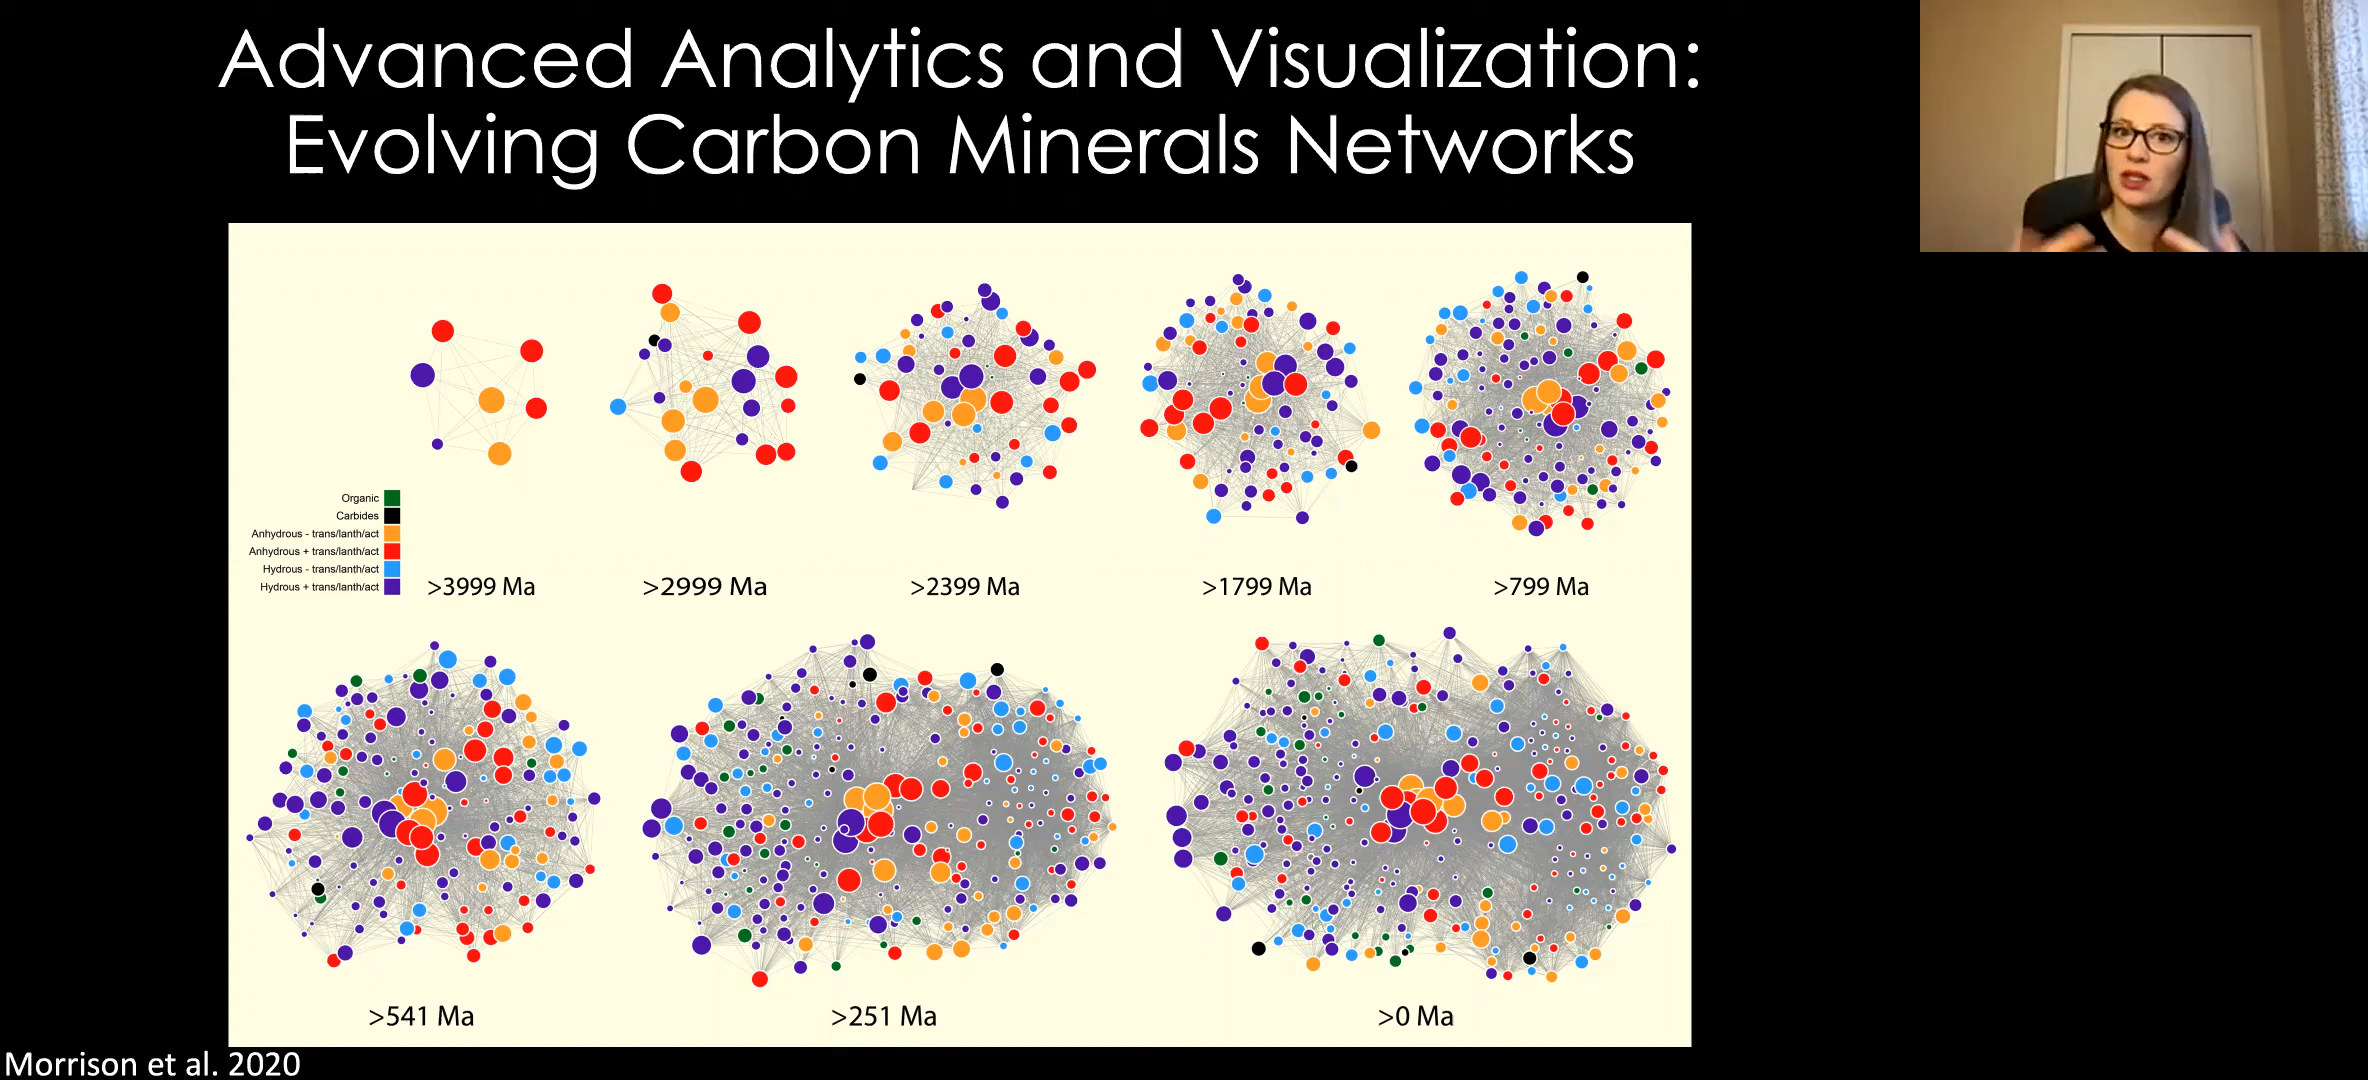 Advanced Analytics and Visualization:
Evolving Carbon Minerals Networks
Organic
Carbides
Anhydrous - trans/lanth/act
Anhydrous + trans/lanth/act
Hydrous - trans/lanth/act
Hydrous + trans/lanth/act
>3999 Ma
>2999 Ma
>2399 Ma
>1799 Ma
>799 Ma
>541 Ma
>251 Ma
>0 Ma
Morrison et al. 2020